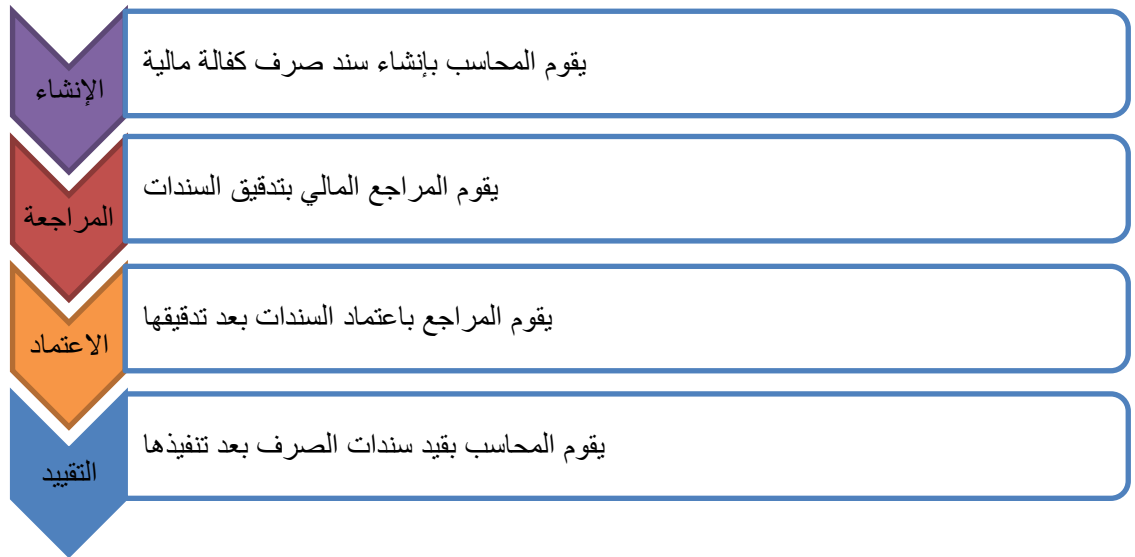 الإنشاء
يقوم المحاسب بإنشاء سند صرف كفالة مالية
المراجعة
يقوم المراجع المالي بتدقيق السندات
الاعتماد
يقوم المراجع باعتماد السندات بعد تدقيقها
التقييد
يقوم المحاسب بقيد سندات الصرف بعد تنفيذها